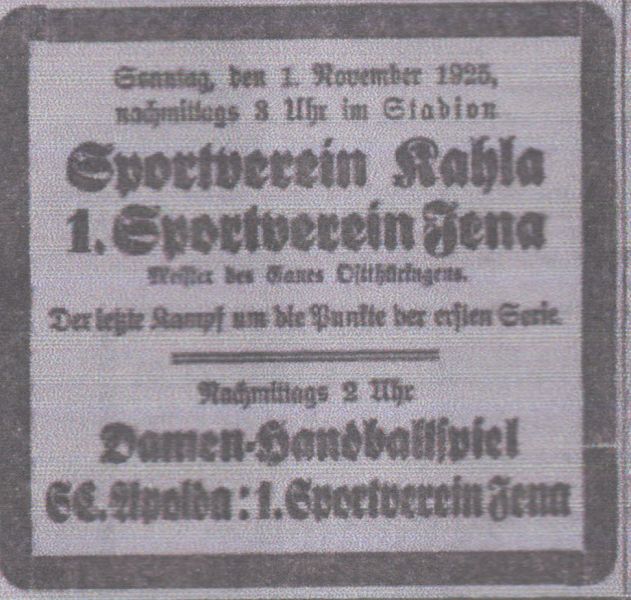 Sonntag, den 1. November 1925,
nachmittags 3 Uhr im Stadion
Sportverein Kahla
1. Sportverein Jena
Meister des Gaues Ostthüringens.
Der letzte Kampf um die Punkte der ersten Serie.
Nachmittags 2 Uhr
Damen-Handballspiel
SC. Apolda : 1. Sportverein Jena